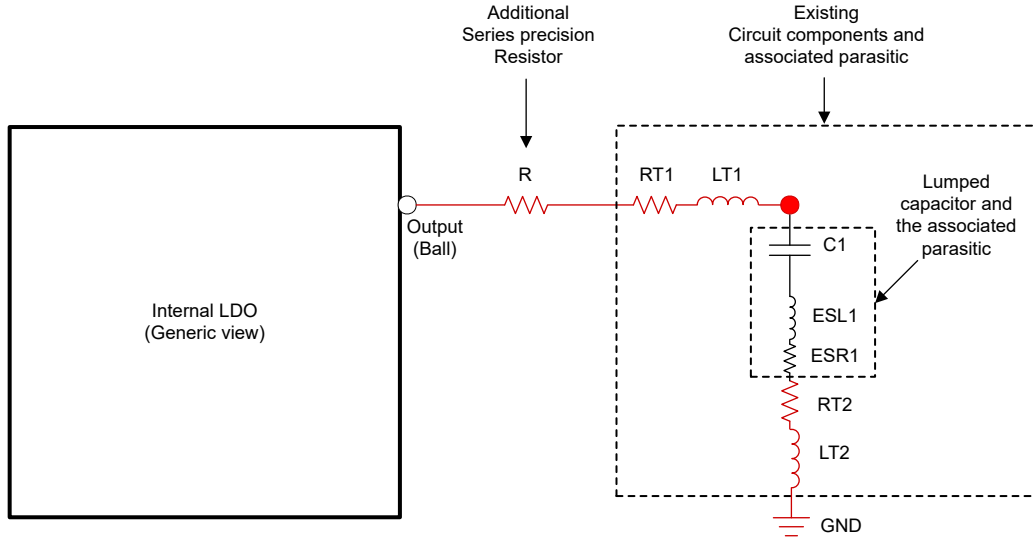 Additional
Series precision
Resistor
Existing
Circuit components and
associated parasitic
R
RT1
LT1
Lumped
capacitor and
the associated
parasitic
Output
(Ball)
C1
Internal LDO
(Generic view)
ESL1
ESR1
RT2
LT2
GND